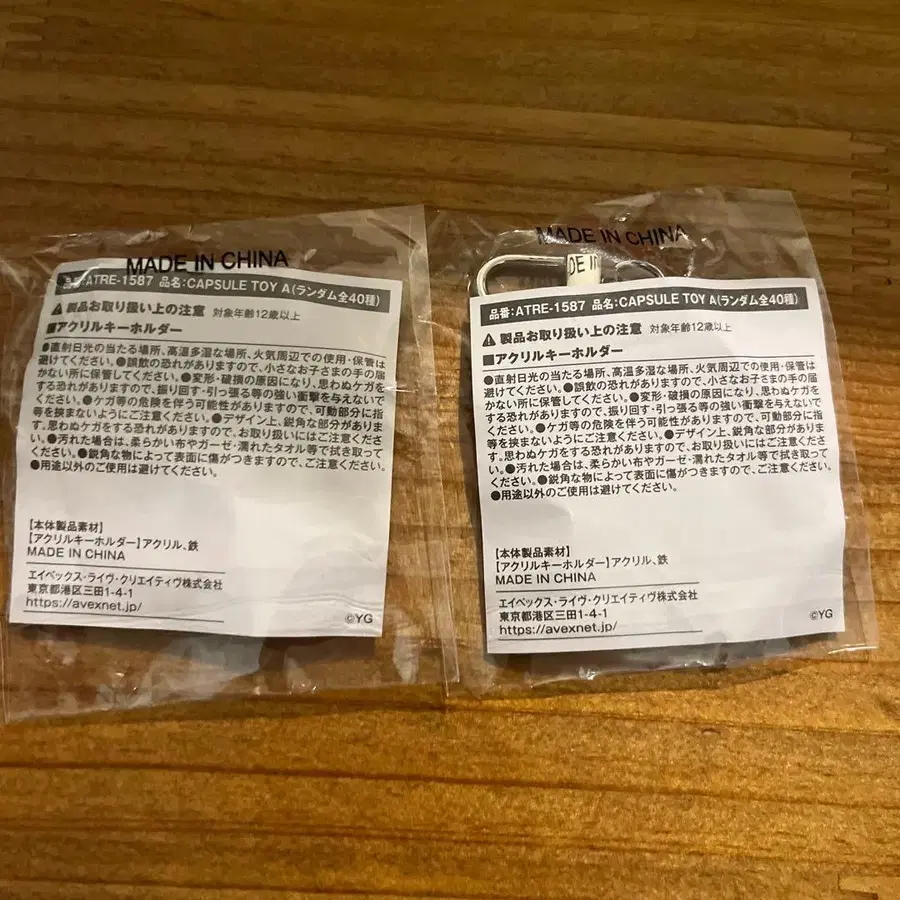 MADE IN CHINA
品番:ATRE-1587 品名:CAPSULE TOY A(ランダム全40種)
製品お取り扱い上の注意 対象年齢12歳以上
■アクリルキーホルダー
●直射日光の当たる場所、高温多湿な場所、火気周辺での使用・保管は
避けてください。●誤飲の恐れがありますので、小さなお子さまの手の届
かない所に保管してください。●変形・破損の原因になり、思わぬケガを
する恐れがありますので、振り回す・引っ張る等の強い衝撃を与えないで
ください。●ケガ等の危険を伴う可能性がありますので、可動部分に指
等を挟まないようにご注意ください。●デザイン上、鋭角な部分がありま
す。思わぬケガをする恐れがありますので、お取り扱いにはご注意くださ
い。●汚れた場合は、柔らかい布やガーゼ・濡れたタオル等で拭き取って
ください。●鋭角な物によって表面に傷がつきますので、ご注意ください。
●用途以外のご使用は避けてください。
【本体製品素材】
【アクリルキーホルダー】アクリル、鉄
MADE IN CHINA
エイベックス・ライヴ・クリエイティヴ株式会社
東京都港区三田1-4-1
https://avexnet.jp/
©YG
MADE IN CHINA
DE IN
品番:ATRE-1587 品名:CAPSULE TOY A(ランダム全40種)
製品お取り扱い上の注意 対象年齢12歳以上
■アクリルキーホルダー
●直射日光の当たる場所、高温多湿な場所、火気周辺での使用・保管は
避けてください。●誤飲の恐れがありますので、小さなお子さまの手の届
かない所に保管してください。●変形・破損の原因になり、思わぬケガを
する恐れがありますので、振り回す・引っ張る等の強い衝撃を与えないで
ください。●ケガ等の危険を伴う可能性がありますので、可動部分に指
等を挟まないようにご注意ください。●デザイン上、鋭角な部分がありま
す。思わぬケガをする恐れがありますので、お取り扱いにはご注意くださ
い。●汚れた場合は、柔らかい布やガーゼ・濡れたタオル等で拭き取って
ください。●鋭角な物によって表面に傷がつきますので、ご注意ください。
●用途以外のご使用は避けてください。
【本体製品素材】
【アクリルキーホルダー】アクリル、鉄
MADE IN CHINA
エイベックス・ライヴ・クリエイティヴ株式会社
東京都港区三田1-4-1
https://avexnet.jp/
©YG